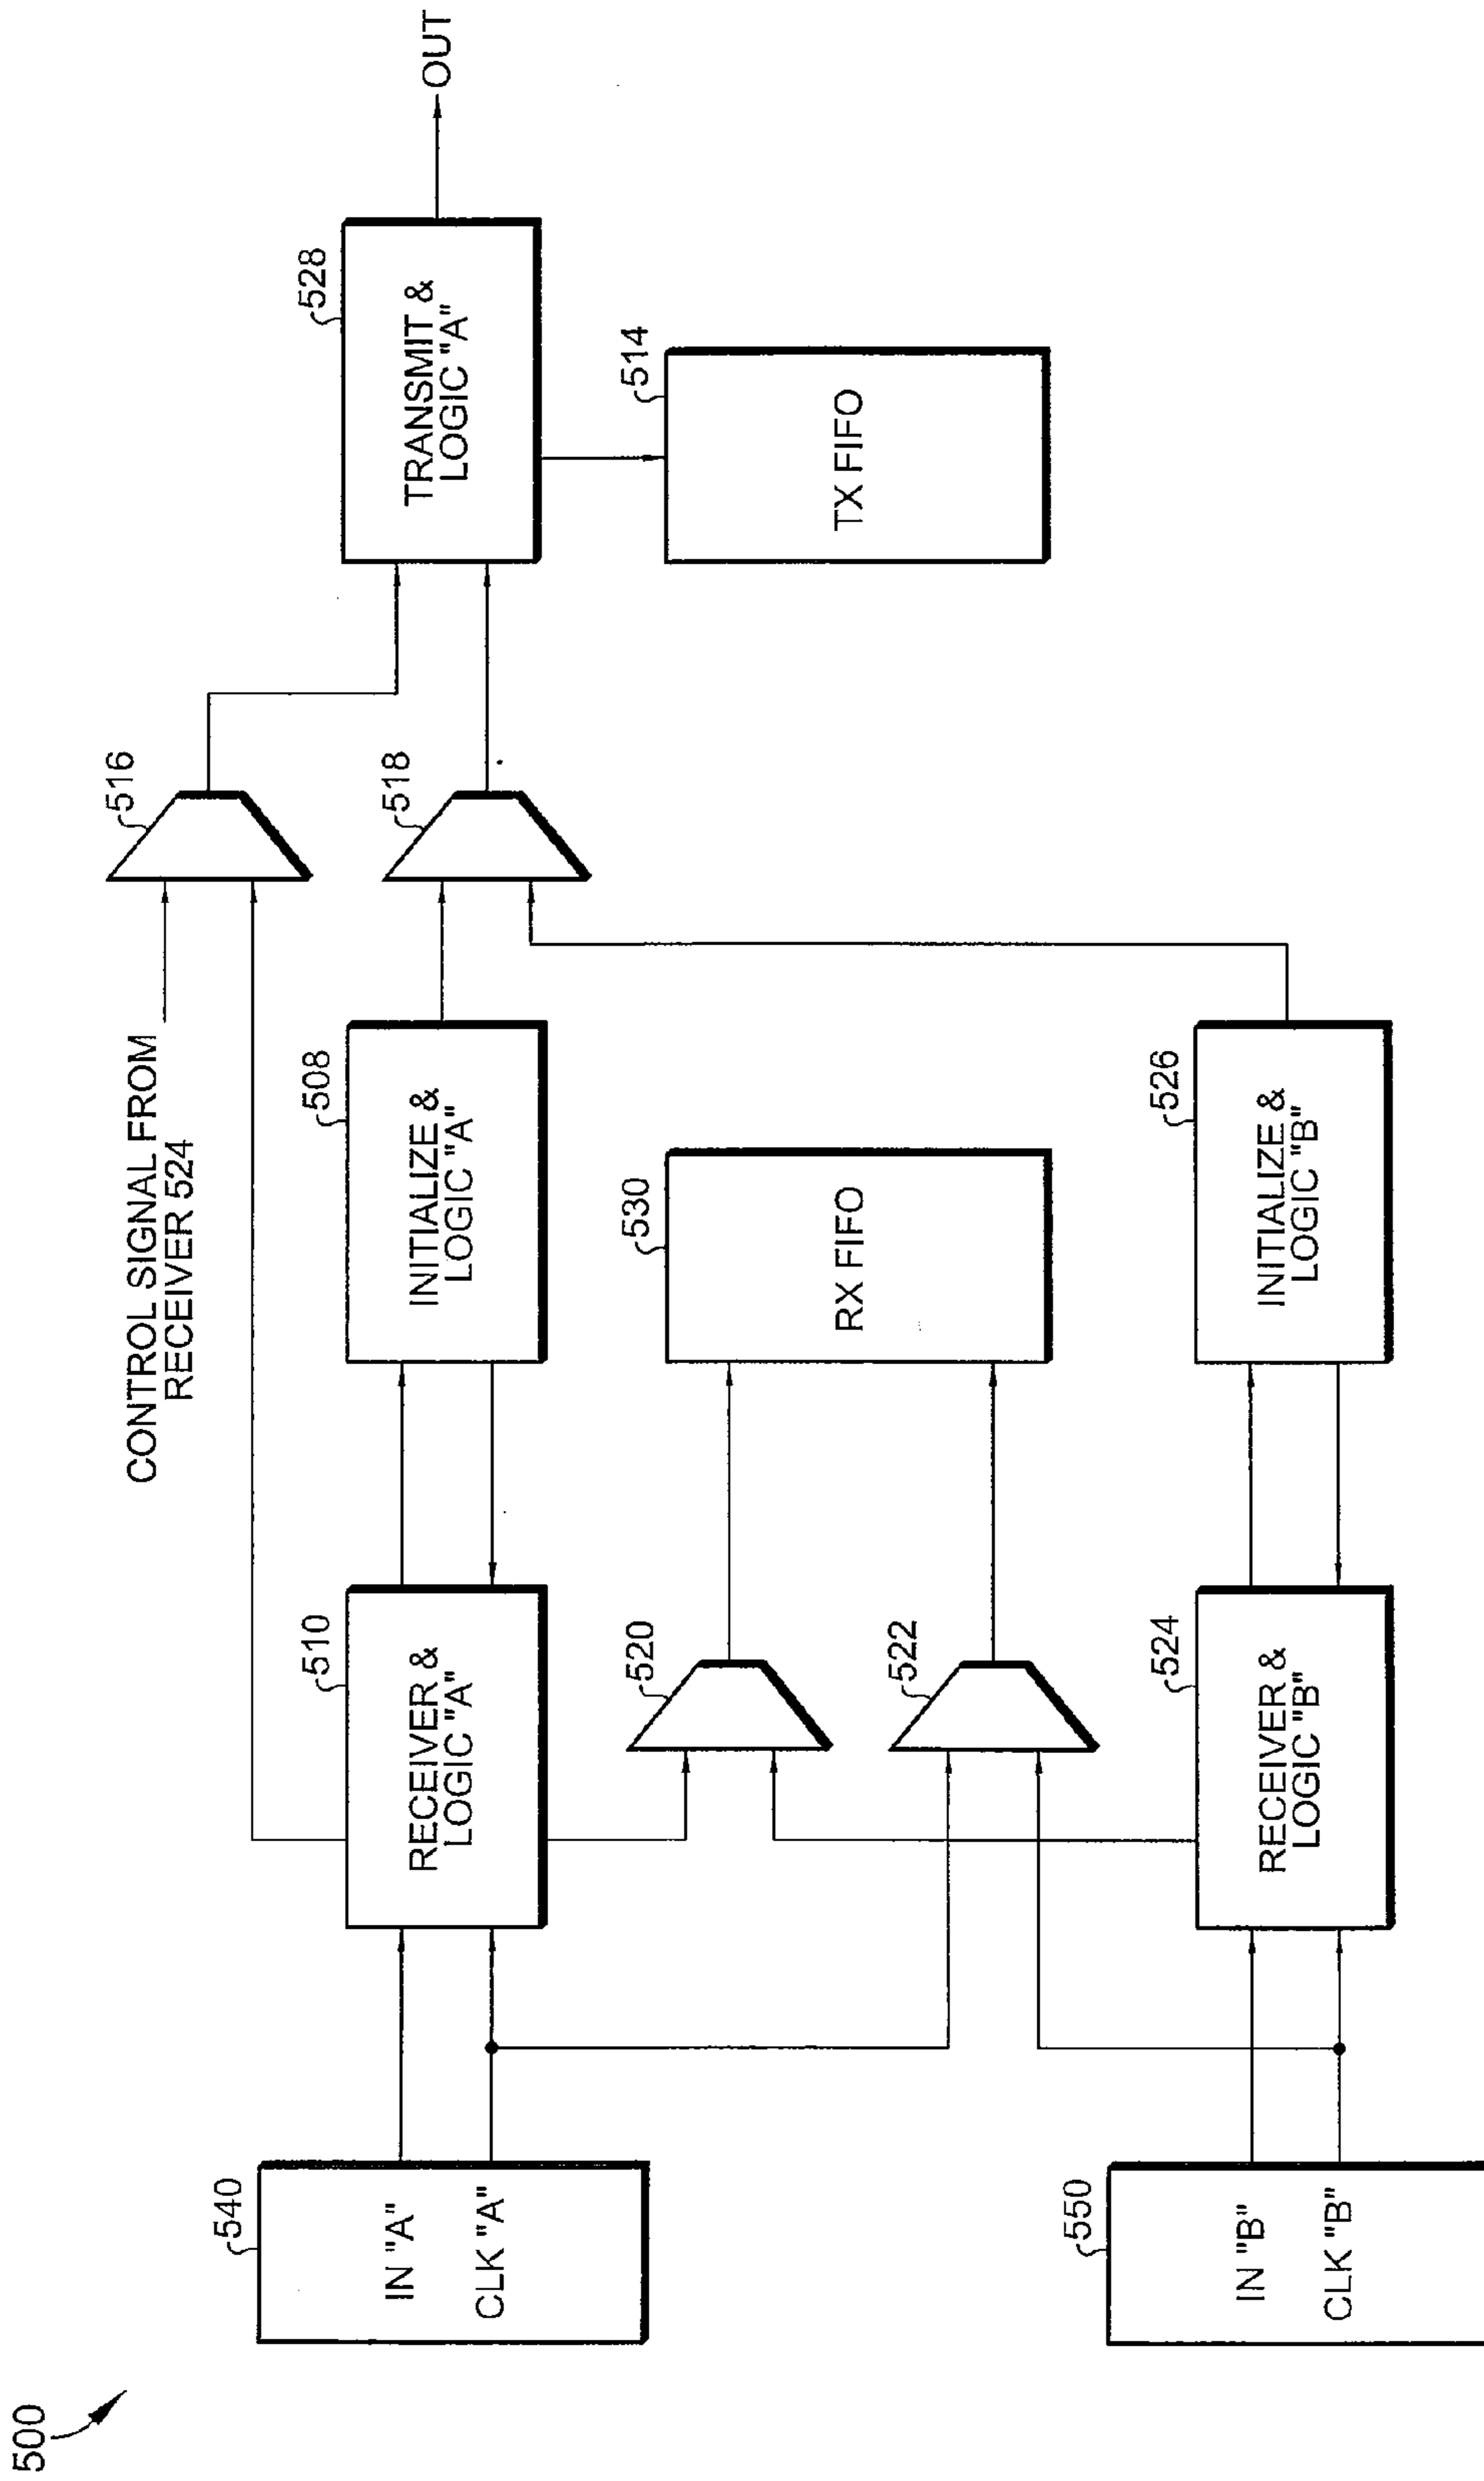 500
540
IN "A"
CLK "A"
550
IN "B"
CLK "B"
510
RECEIVER &
LOGIC "A"
520
522
524
RECEIVER &
LOGIC "B"
CONTROL SIGNAL FROM
RECEIVER 524
508
INITIALIZE &
LOGIC "A"
530
RX FIFO
526
INITIALIZE &
LOGIC "B"
516
518
528
TRANSMIT &
LOGIC "A"
514
TX FIFO
OUT